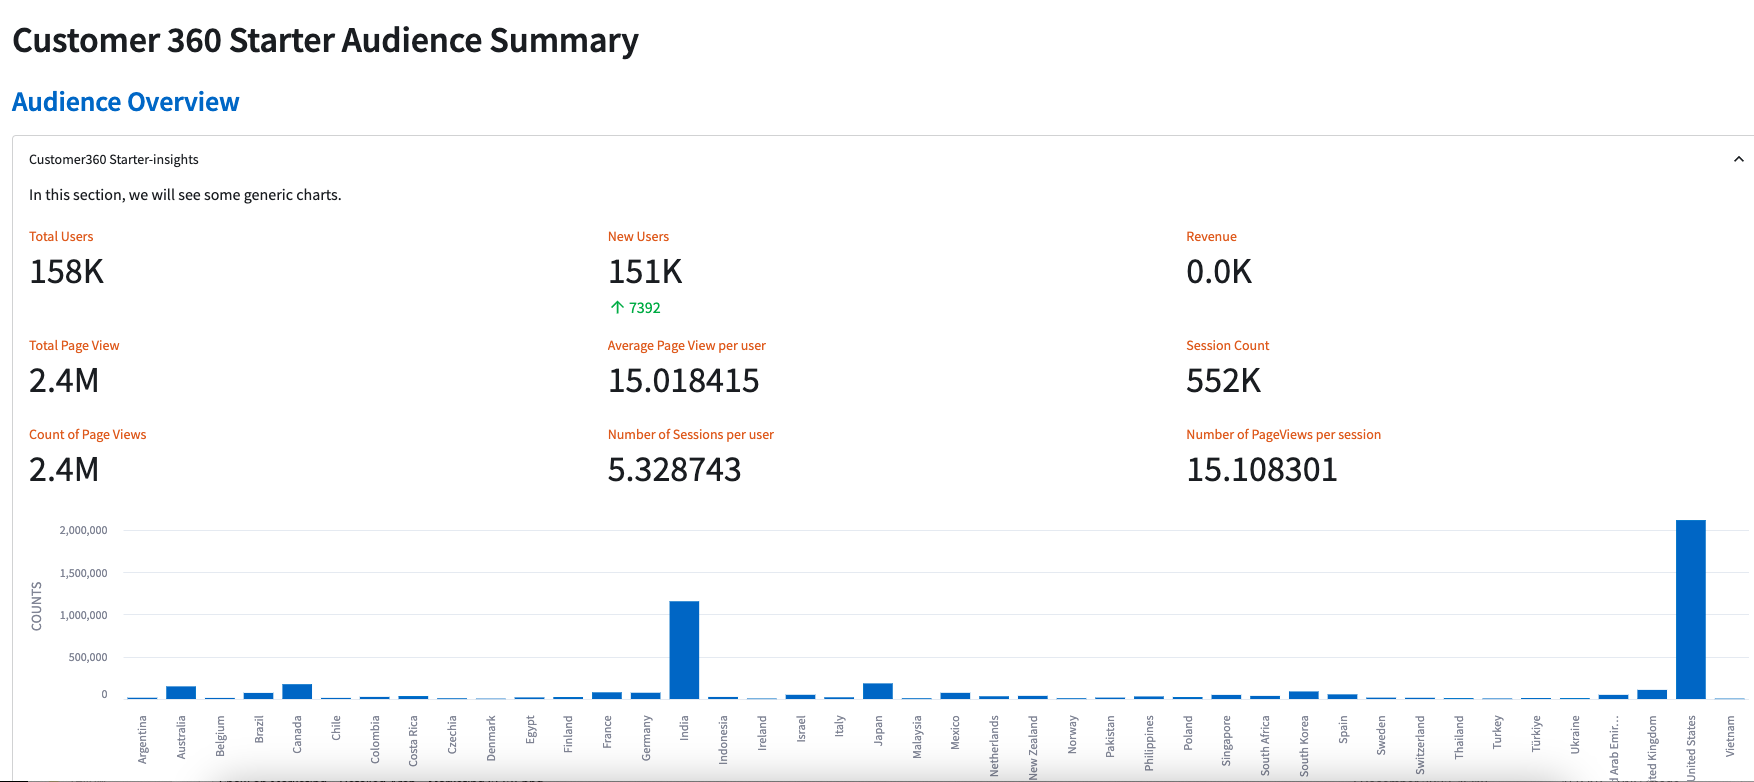 Customer 360 Starter Audience Summary
Audience Overview
Customer360 Starter-insights
In this section, we will see some generic charts.
Total Users
158K
New Users
151K
↑ 7392
Revenue
0.0K
Total Page View
2.4M
Average Page View per user
15.018415
Session Count
552K
Count of Page Views
2.4M
Number of Sessions per user
5.328743
Number of PageViews per session
15.108301
COUNTS
2,000,000
1,500,000
1,000,000
500,000
0
Argentina
Australia
Belgium
Brazil
Canada
Chile
Colombia
Costa Rica
Czechia
Denmark
Egypt
Finland
France
Germany
India
Indonesia
Ireland
Israel
Italy
Japan
Malaysia
Mexico
Netherlands
New Zealand
Norway
Pakistan
Philippines
Poland
Singapore
South Africa
South Korea
Spain
Sweden
Switzerland
Thailand
Turkey
Türkiye
Ukraine
d Arab Emir...
ted Kingdom
United States
Vietnam